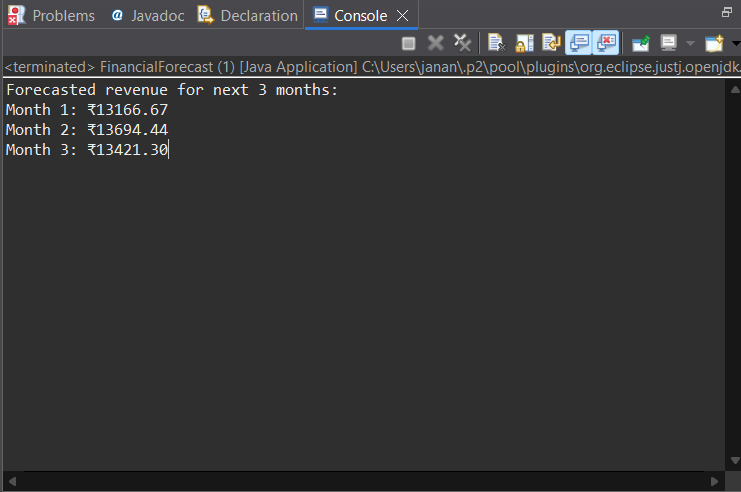 Problems @ Javadoc Declaration Console
<terminated> FinancialForecast (1) [Java Application] C:\Users\janan\.p2\pool\plugins\org.eclipse.justj.openjdk.
Forecasted revenue for next 3 months:
Month 1: ₹13166.67
Month 2: ₹13694.44
Month 3: ₹13421.30